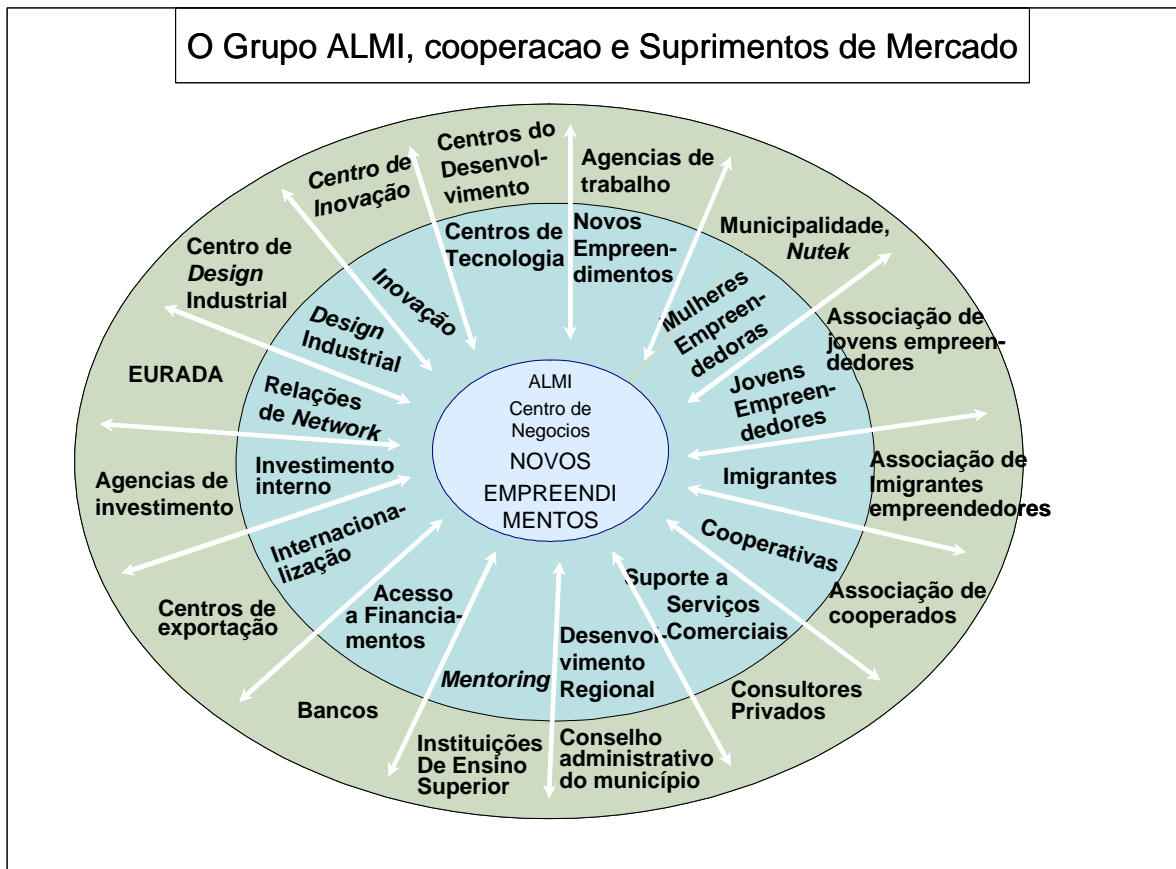 O Grupo ALMI, cooperacao e Suprimentos de Mercado
Centros do
Desenvol-
vimento
Agencias de
trabalho
Municipalidade,
Nutek
Associação de
jovens empreen-
dedores
Associação de
Imigrantes
empreendedores
Associação de
cooperados
Consultores
Privados
Conselho
administrativo
do município
Instituições
De Ensino
Superior
Bancos
Centros de
exportação
Agencias de
investimento
EURADA
Centro de
Design
Industrial
Centro de
Inovação
Centros de
Tecnologia
Novos
Empreen-
dimentos
Mulheres
Empreen-
dedoras
Jovens
Empreen-
dedores
Imigrantes
Cooperativas
Suporte a
Serviços
Comerciais
Desenvol-
vimento
Regional
Mentoring
Acesso
a Financia-
mentos
Internaciona-
lização
Investimento
interno
Relações
de Network
Design
Industrial
Inovação
ALMI
Centro de
Negocios
NOVOS
EMPREENDI
MENTOS